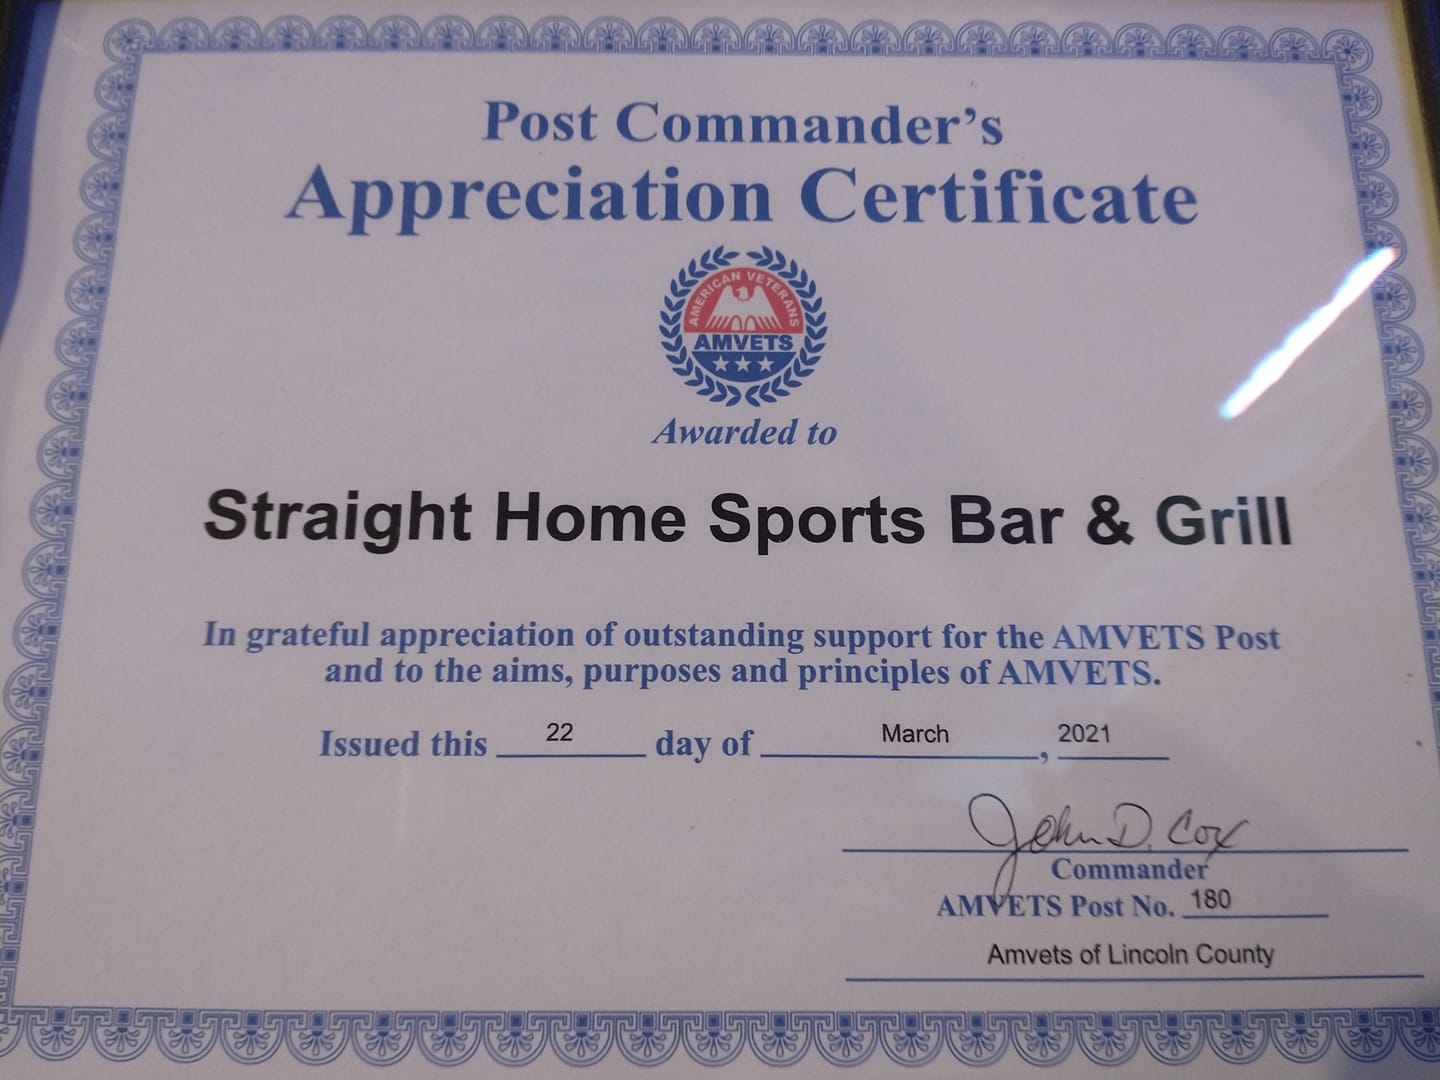 Post Commander's
Appreciation Certificate
AMERICAN VETERANS
AMVETS
Awarded to
Straight Home Sports Bar & Grill
In grateful appreciation of outstanding support for the AMVETS Post
and to the aims, purposes and principles of AMVETS.
Issued this 22 day of March, 2021
John D. Cox
Commander
AMVETS Post No. 180
Amvets of Lincoln County